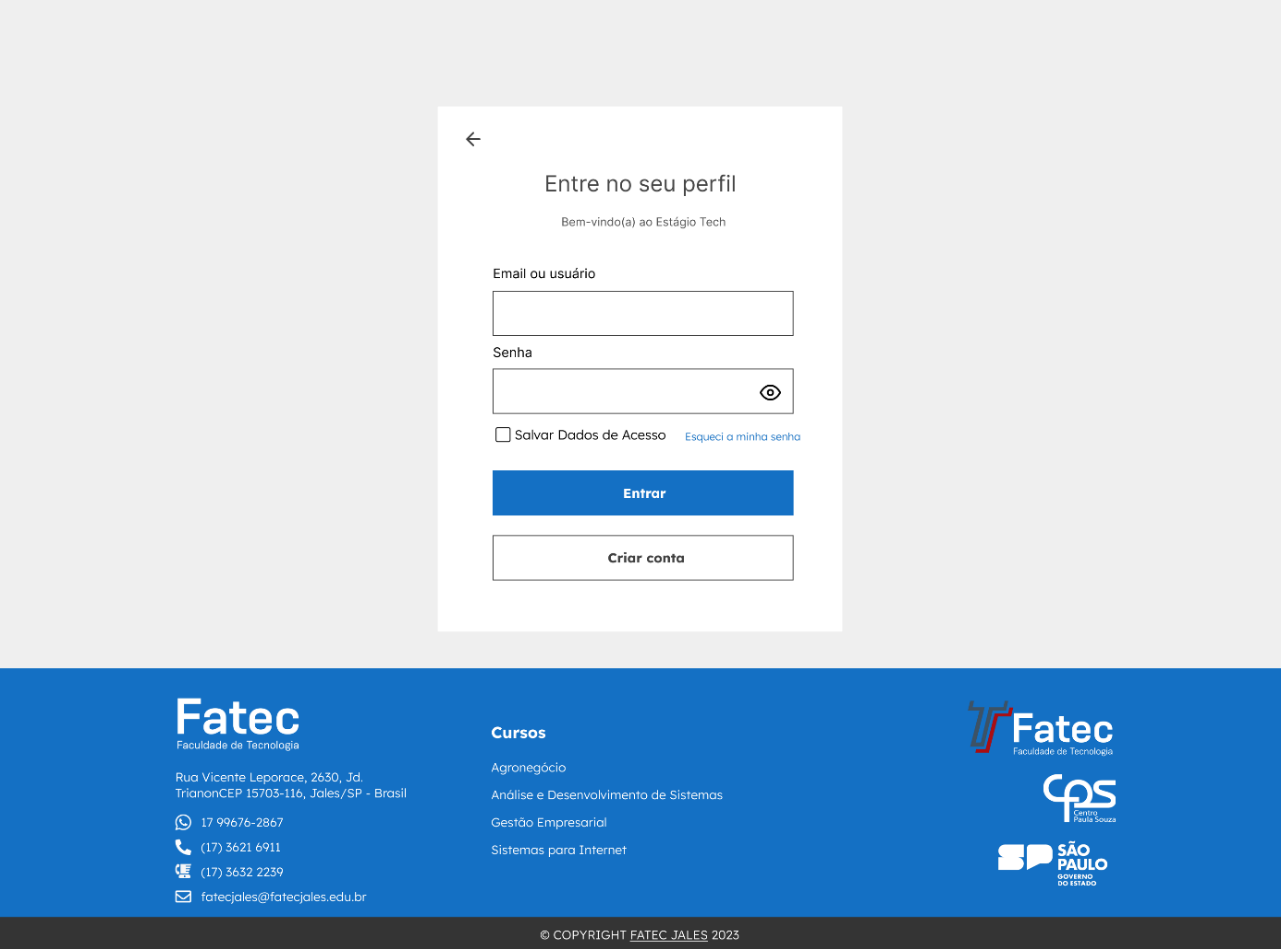 Entre no seu perfil
Bem-vindo(a) ao Estágio Tech
Email ou usuário
Senha
Salvar Dados de Acesso
Esqueci a minha senha
Entrar
Criar conta
Fatec
Faculdade de Tecnologia
Rua Vicente Leporace, 2630, Jd.
TrianonCEP 15703-116, Jales/SP - Brasil
17 99676-2867
(17) 3621 6911
(17) 3632 2239
fatecjales@fatecjales.edu.br
Cursos
Agronegócio
Análise e Desenvolvimento de Sistemas
Gestão Empresarial
Sistemas para Internet
Fatec
Faculdade de Tecnologia
CPS
Centro
Paula Souza
SP
SÃO
PAULO
GOVERNO
DO ESTADO
© COPYRIGHT FATEC JALES 2023